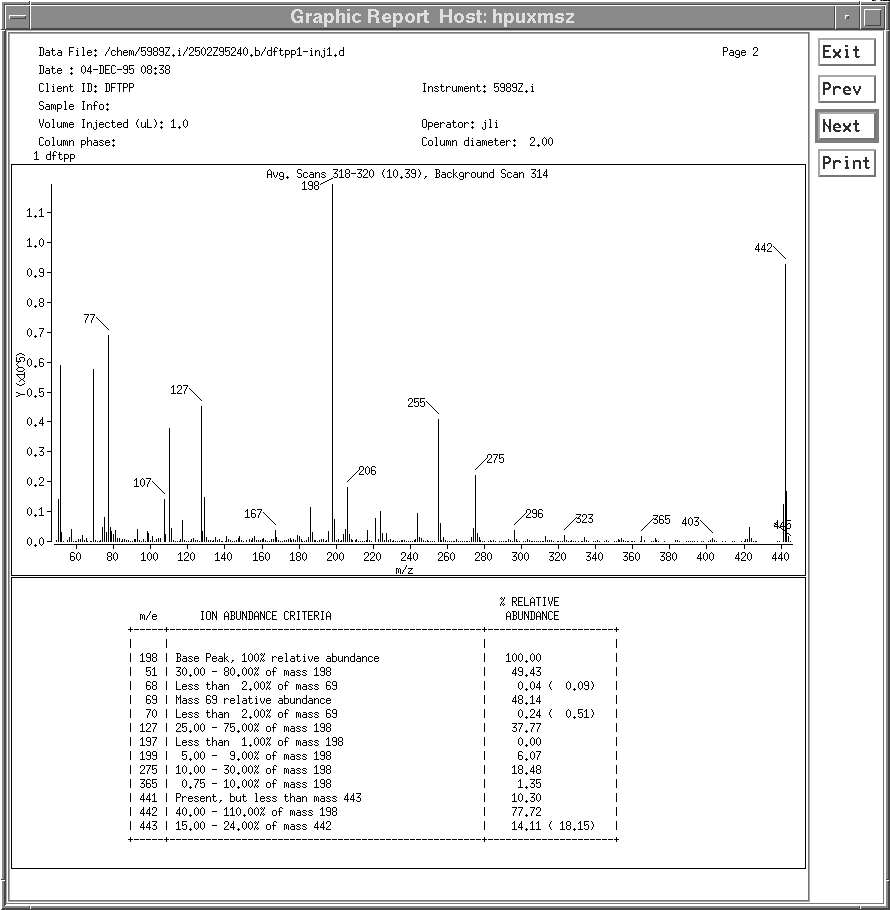 Graphic Report Host: hpuxmsz
Data File: /chem/5989Z.i/2502Z95240.b/dftpp1-inj1.d Page 2
Date : 04-DEC-95 08:38
Client ID: DFTPP Instrument: 5989Z.i
Sample Info:
Volume Injected (uL): 1.0 Operator: jli
Column phase: Column diameter: 2.00
1 dftpp
Exit
Prev
Next
Print
Avg. Scans 318-320 (10.39), Background Scan 314
198
442
77
127
255
275
206
107
167
296
323
365
403
445
Y (x10^5)
1.1
1.0
0.9
0.8
0.7
0.6
0.5
0.4
0.3
0.2
0.1
0.0
60 80 100 120 140 160 180 200 220 240 260 280 300 320 340 360 380 400 420 440
m/z
% RELATIVE
m/e ION ABUNDANCE CRITERIA ABUNDANCE
198 Base Peak, 100% relative abundance 100.00
51 30.00 - 80.00% of mass 198 49.43
68 Less than 2.00% of mass 69 0.04 ( 0.09)
69 Mass 69 relative abundance 48.14
70 Less than 2.00% of mass 69 0.24 ( 0.51)
127 25.00 - 75.00% of mass 198 37.77
197 Less than 1.00% of mass 198 0.00
199 5.00 - 9.00% of mass 198 6.07
275 10.00 - 30.00% of mass 198 18.48
365 0.75 - 10.00% of mass 198 1.35
441 Present, but less than mass 443 10.30
442 40.00 - 110.00% of mass 198 77.72
443 15.00 - 24.00% of mass 442 14.11 ( 18.15)